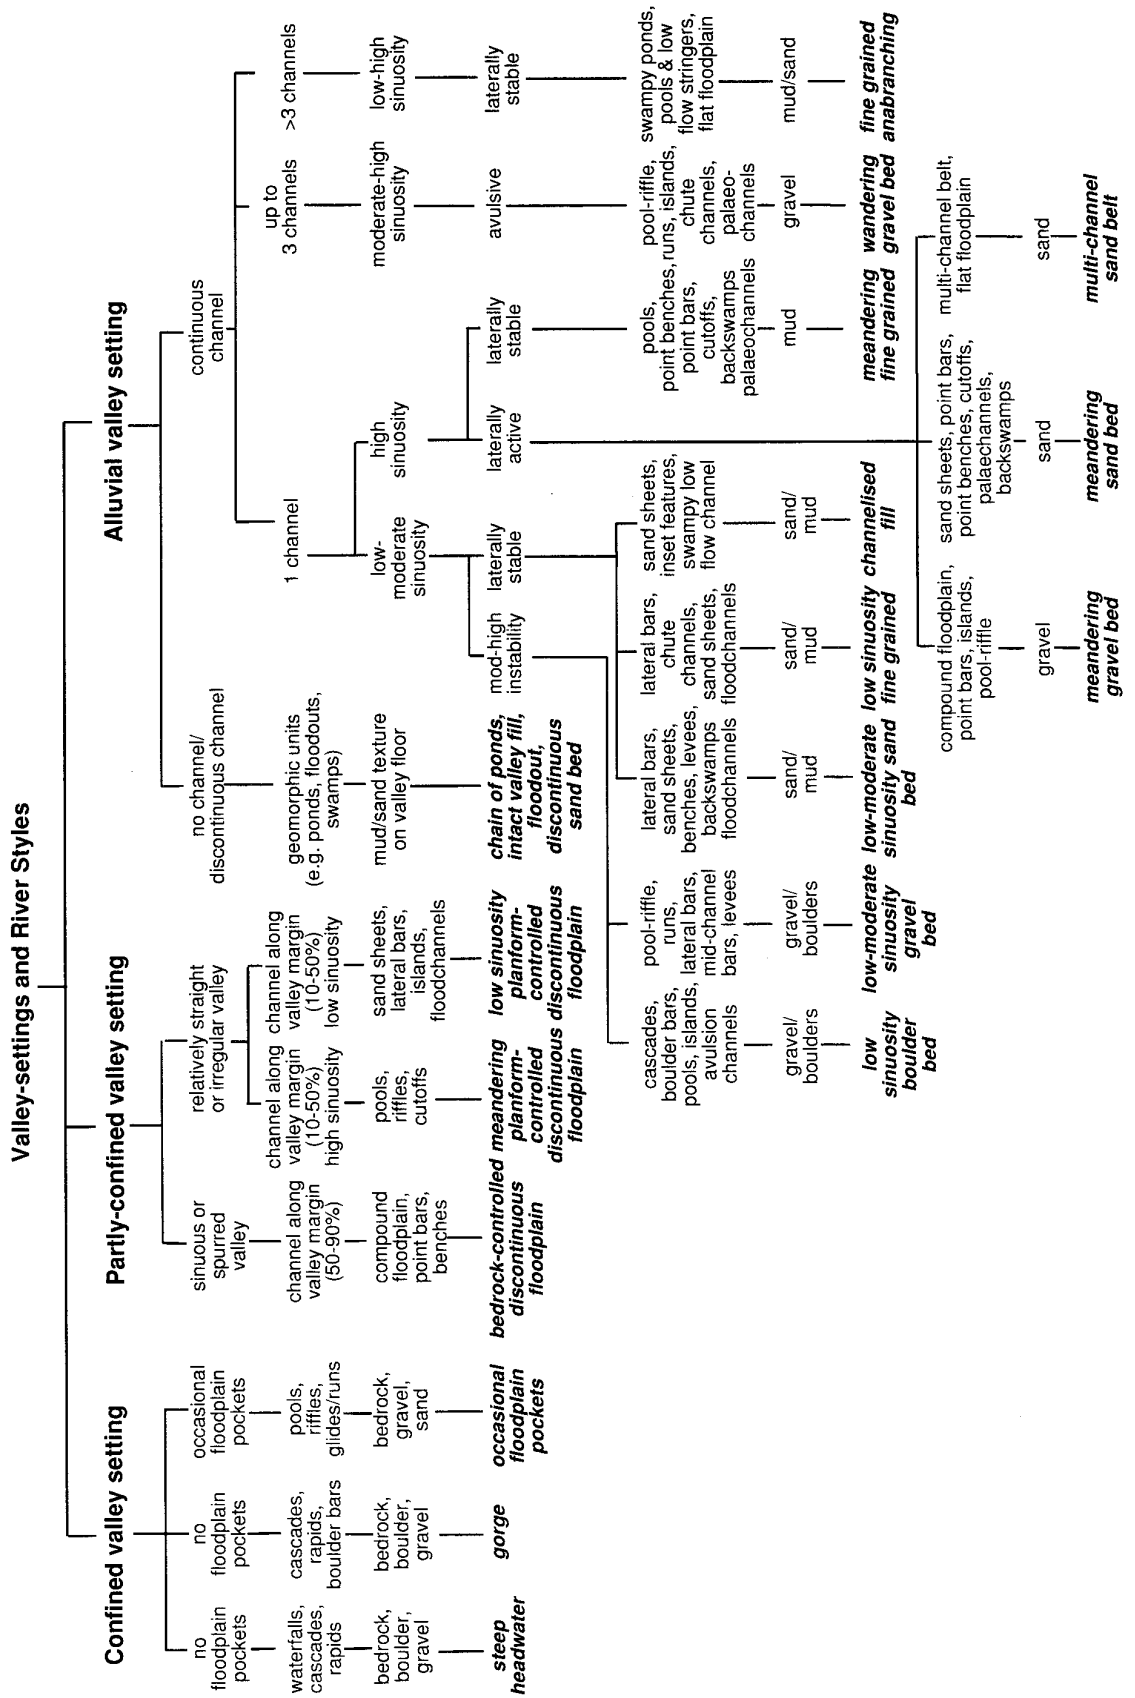 Valley-settings and River Styles
Confined valley setting
Partly-confined valley setting
Alluvial valley setting
no
floodplain
pockets
waterfalls,
cascades,
rapids
bedrock,
boulder,
gravel
steep
headwater
no
floodplain
pockets
cascades,
rapids,
boulder bars
bedrock,
boulder,
gravel
gorge
occasional
floodplain
pockets
pools,
riffles,
glides/runs
bedrock,
gravel,
sand
occasional
floodplain
pockets
sinuous or
spurred
valley
channel along
valley margin
(50-90%)
compound
floodplain,
point bars,
benches
bedrock-controlled
discontinuous
floodplain
relatively straight
or irregular valley
channel along
valley margin
(10-50%)
high sinuosity
pools,
riffles,
cutoffs
meandering
planform-
controlled
discontinuous
floodplain
channel along
valley margin
(10-50%)
low sinuosity
sand sheets,
lateral bars,
islands,
floodchannels
low sinuosity
planform-
controlled
discontinuous
floodplain
no channel/
discontinuous channel
geomorphic units
(e.g. ponds, floodouts,
swamps)
mud/sand texture
on valley floor
chain of ponds,
intact valley fill,
floodout,
discontinuous
sand bed
continuous
channel
1 channel
low-
moderate
sinuosity
mod-high
instability
cascades,
boulder bars,
pools, islands,
avulsion
channels
gravel/
boulders
low
sinuosity
boulder
bed
pool-riffle,
runs,
lateral bars,
mid-channel
bars, levees
gravel/
boulders
low-moderate
sinuosity
gravel
bed
laterally
stable
lateral bars,
sand sheets,
benches, levees,
backswamps
floodchannels
sand/
mud
low-moderate
sinuosity sand
bed
lateral bars,
chute
channels,
sand sheets,
floodchannels
sand/
mud
low sinuosity
fine grained
sand sheets,
inset features,
swampy low
flow channel
sand/
mud
channelised
fill
high
sinuosity
laterally
active
compound floodplain,
point bars, islands,
pool-riffle
gravel
meandering
gravel bed
sand sheets, point bars,
point benches, cutoffs,
palaechannels,
backswamps
sand
meandering
sand bed
multi-channel belt,
flat floodplain
sand
multi-channel
sand belt
laterally
stable
pools,
point benches,
point bars,
cutoffs,
backswamps
palaeochannels
mud
meandering
fine grained
up to
3 channels
moderate-high
sinuosity
avulsive
pool-riffle,
runs, islands,
chute
channels,
palaeo-
channels
gravel
wandering
gravel bed
>3 channels
low-high
sinuosity
laterally
stable
swampy ponds,
pools & low
flow stringers,
flat floodplain
mud/sand
fine grained
anabranching